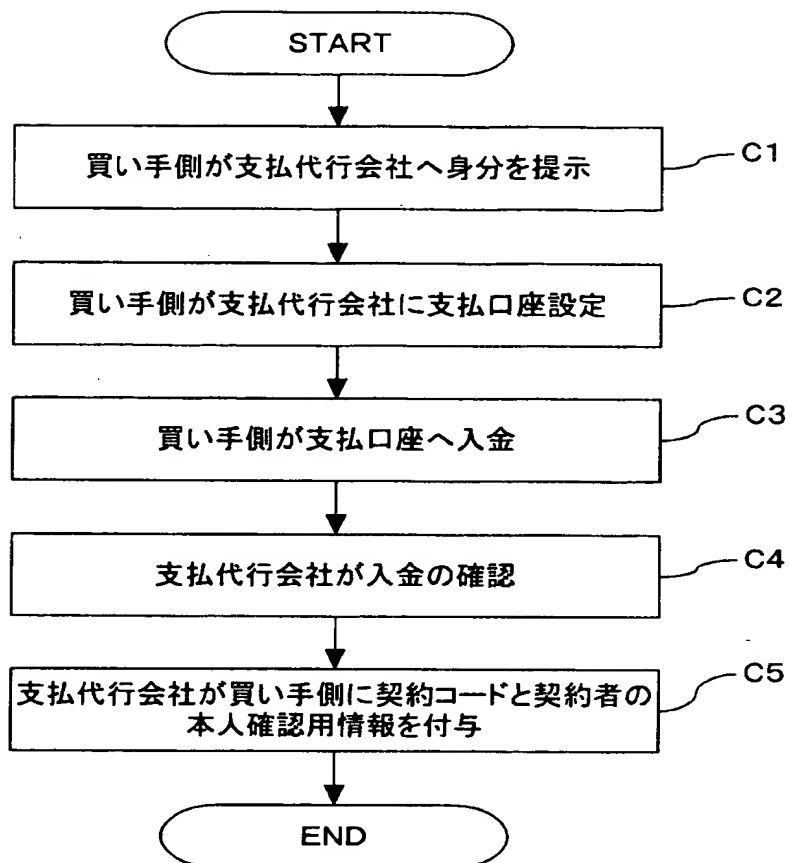 START
買い手側が支払代行会社へ身分を提示
C1
買い手側が支払代行会社に支払口座設定
C2
買い手側が支払口座へ入金
C3
支払代行会社が入金の確認
C4
支払代行会社が買い手側に契約コードと契約者の
本人確認用情報を付与
C5
END